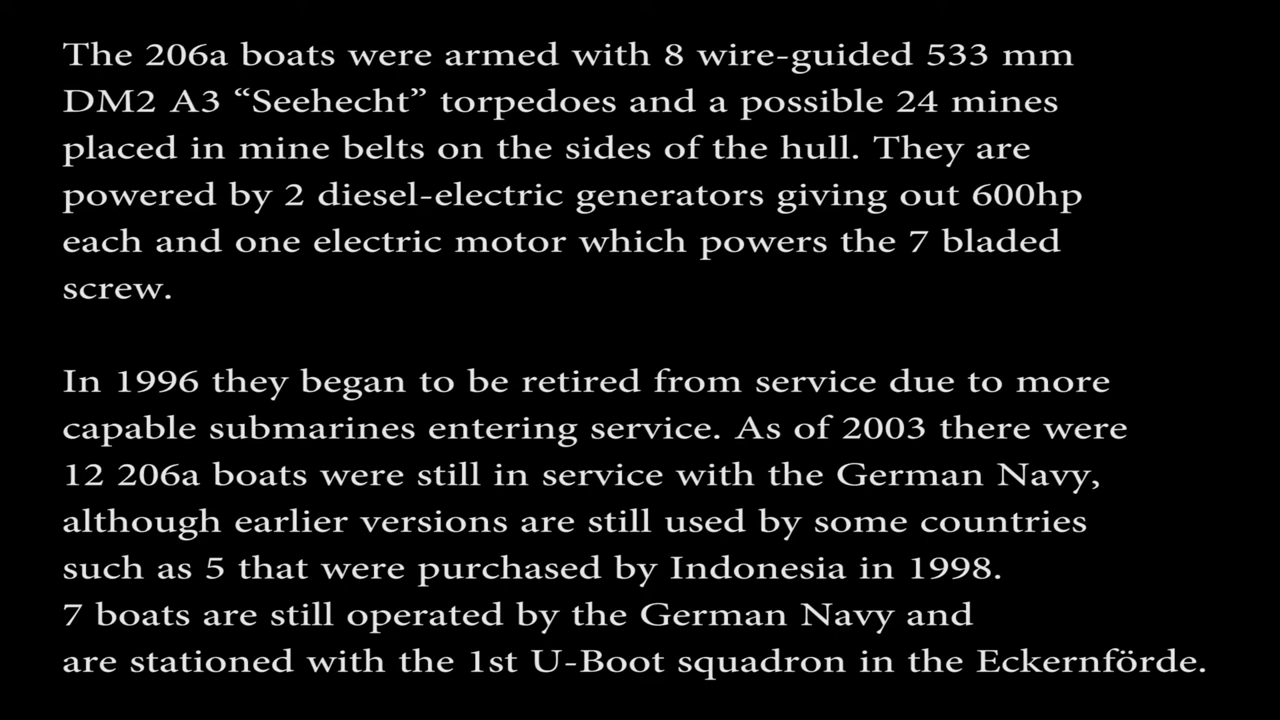 The 206a boats were armed with 8 wire-guided 533 mm
DM2 A3 “Seehecht” torpedoes and a possible 24 mines
placed in mine belts on the sides of the hull. They are
powered by 2 diesel-electric generators giving out 600hp
each and one electric motor which powers the 7 bladed
screw.
In 1996 they began to be retired from service due to more
capable submarines entering service. As of 2003 there were
12 206a boats were still in service with the German Navy,
although earlier versions are still used by some countries
such as 5 that were purchased by Indonesia in 1998.
7 boats are still operated by the German Navy and
are stationed with the 1st U-Boot squadron in the Eckernförde.